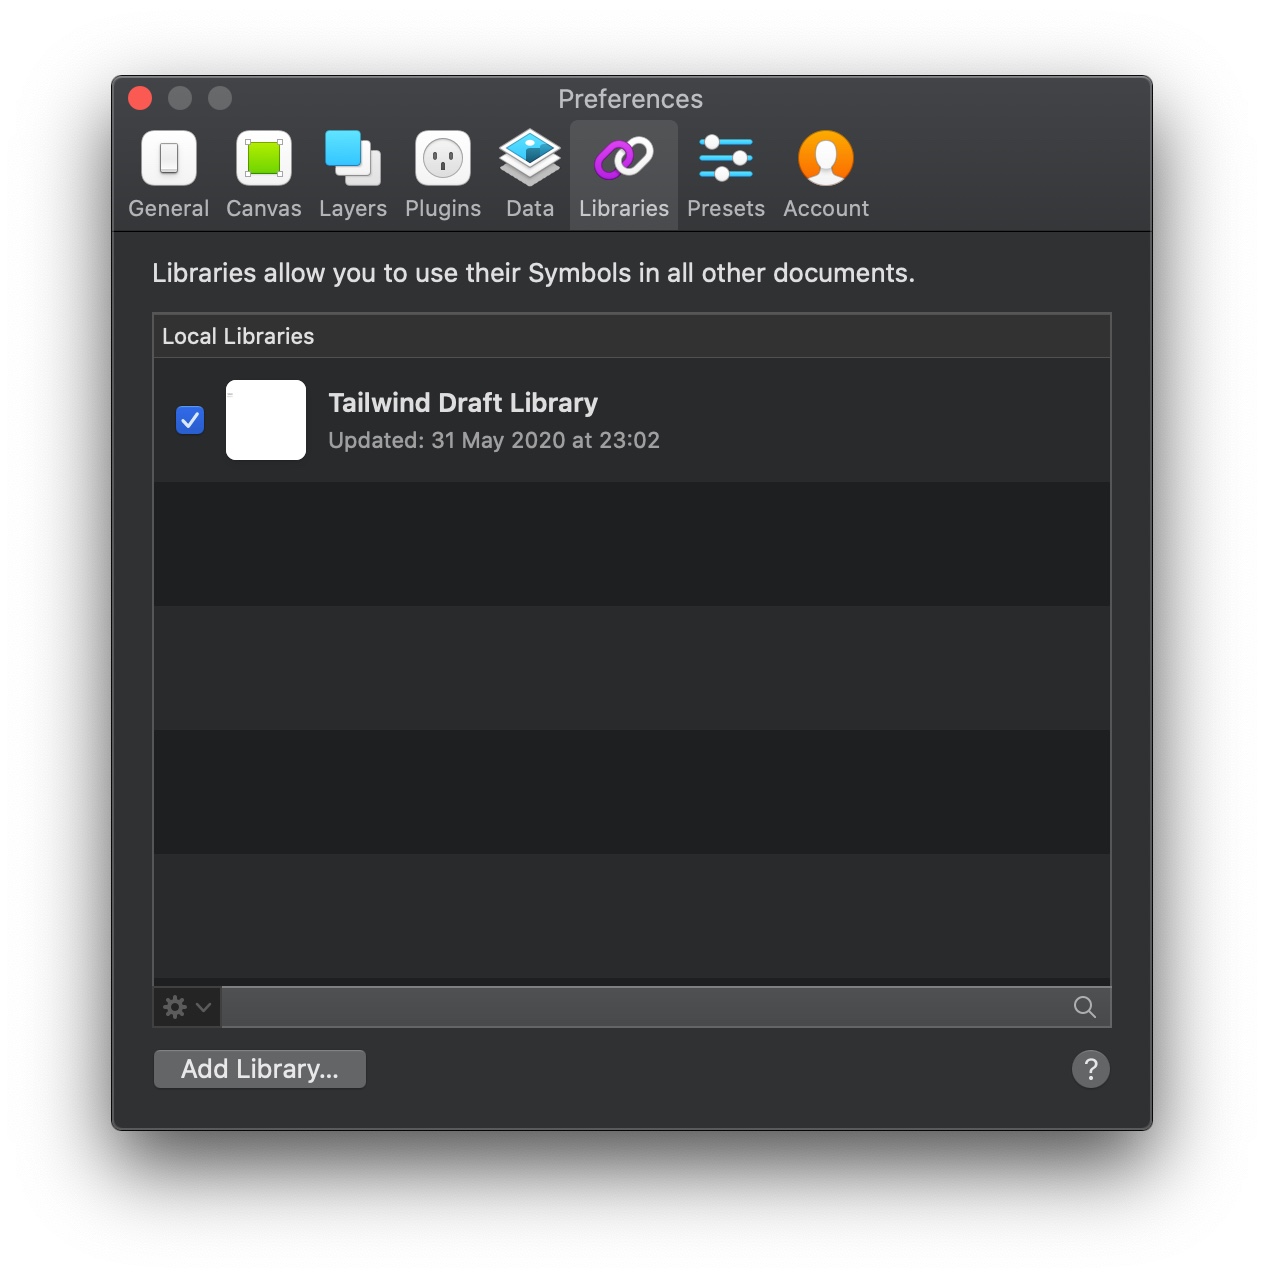 Preferences
General Canvas Layers Plugins Data Libraries Presets Account
Libraries allow you to use their Symbols in all other documents.
Local Libraries
Tailwind Draft Library
Updated: 31 May 2020 at 23:02
Add Library...
?